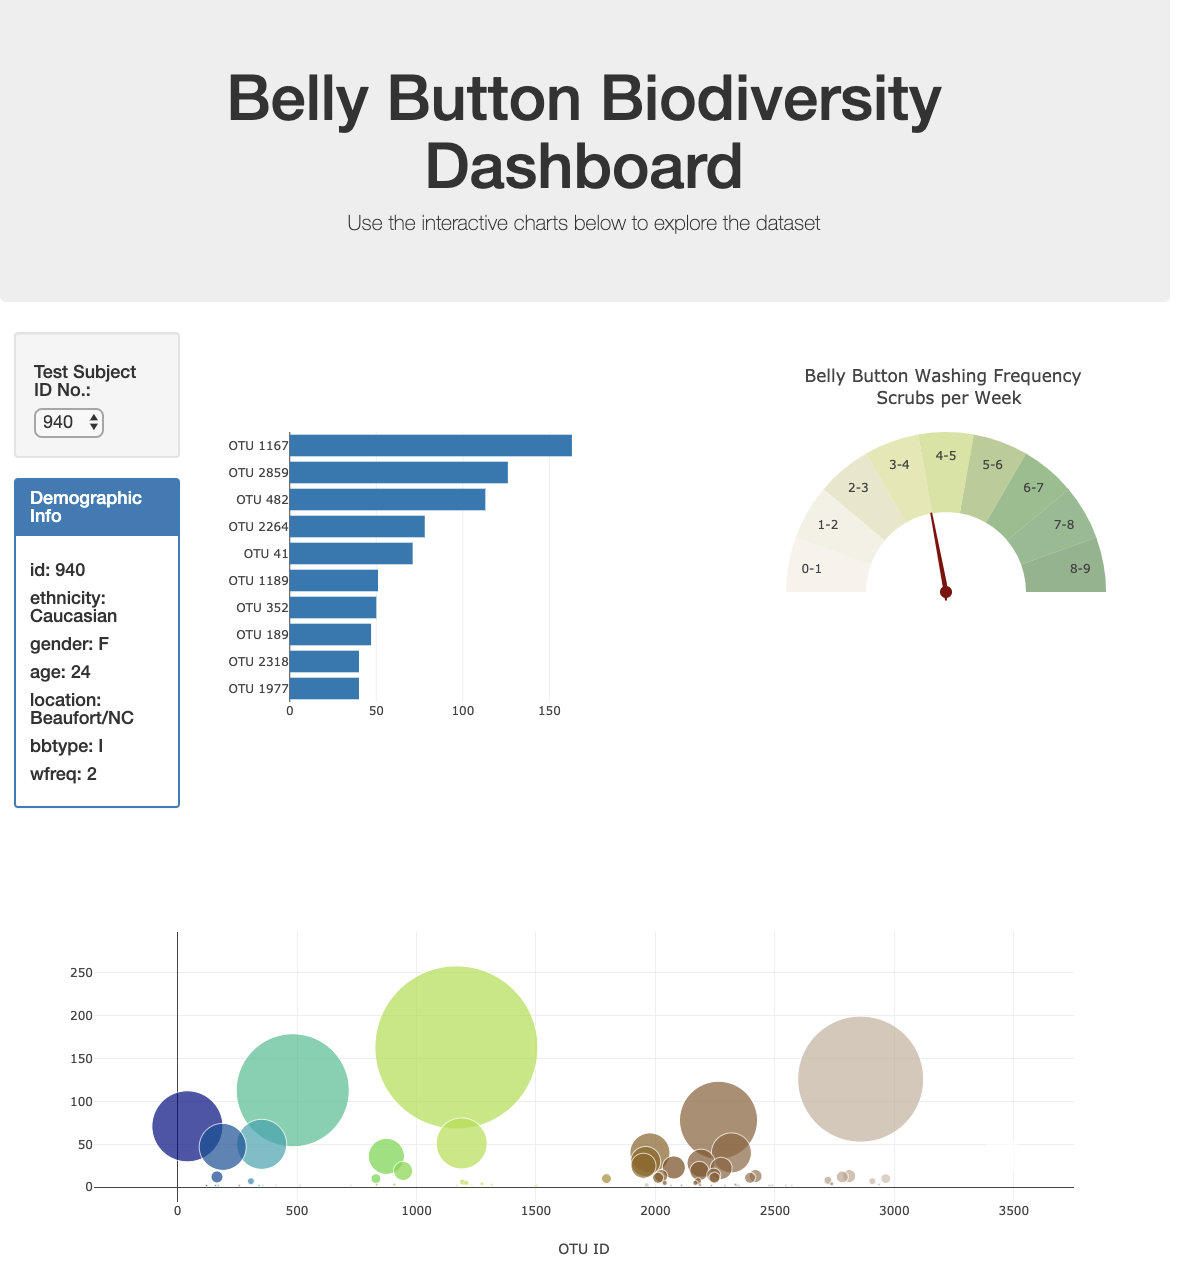 Belly Button Biodiversity
Dashboard
Use the interactive charts below to explore the dataset
Test Subject
ID No.:
940
Demographic
Info
id: 940
ethnicity:
Caucasian
gender: F
age: 24
location:
Beaufort/NC
bbtype: I
wfreq: 2
OTU 1167
OTU 2859
OTU 482
OTU 2264
OTU 41
OTU 1189
OTU 352
OTU 189
OTU 2318
OTU 1977
0 50 100 150
Belly Button Washing Frequency
Scrubs per Week
0-1
1-2
2-3
3-4
4-5
5-6
6-7
7-8
8-9
250
200
150
100
50
0
0 500 1000 1500 2000 2500 3000 3500
OTU ID